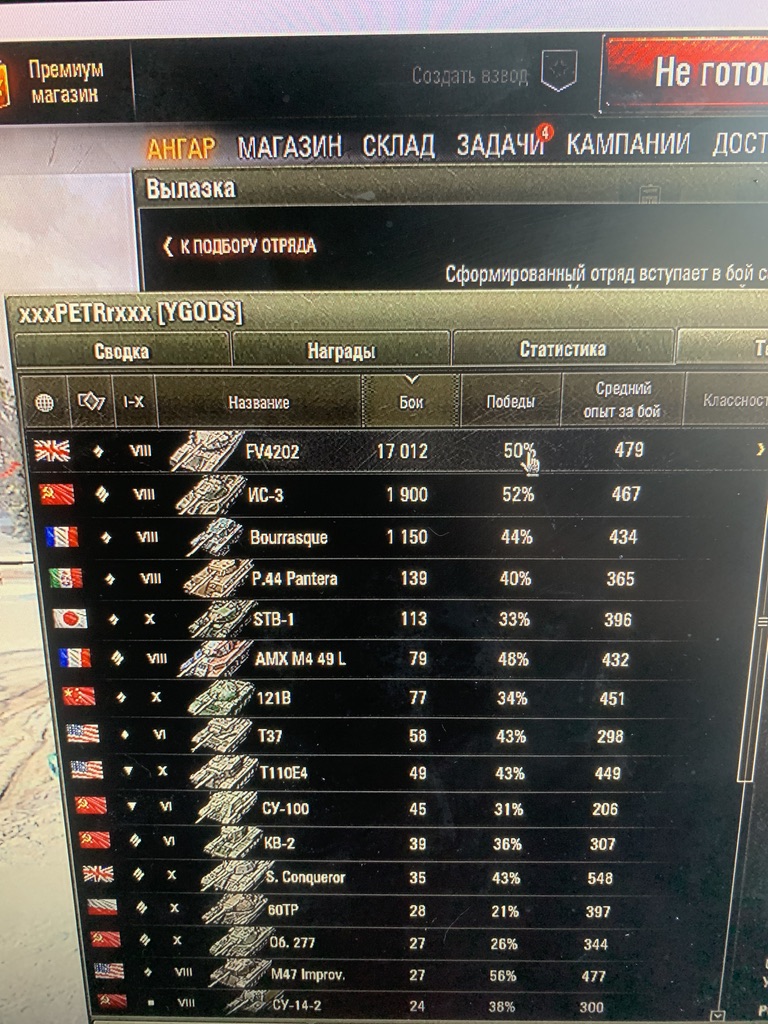 Премиум
магазин
Создать взвод
АНГАР МАГАЗИН СКЛАД ЗАДАЧИ 4 КАМПАНИИ
Вылазка
К ПОДБОРУ ОТРЯДА
Сформированный отряд вступает в бой
xxxPETRrxxx [YGODS]
Сводка Награды Статистика
I-X Название Бои Победы Средний опыт за бой
VIII FV4202 17 012 50% 479
VIII ИС-3 1 900 52% 467
VIII Bourrasque 1 150 44% 434
VIII P.44 Pantera 139 40% 365
X STB-1 113 33% 396
VIII AMX M4 49 L 79 48% 432
X 121B 77 34% 451
VI T37 58 43% 298
X T110E4 49 43% 449
VI СУ-100 45 31% 206
VI КВ-2 39 36% 307
X S. Conqueror 35 43% 548
X 60TP 28 21% 397
X Об. 277 27 26% 344
VIII M47 Improv. 27 56% 477
VIII СУ-14-2 24 38% 300